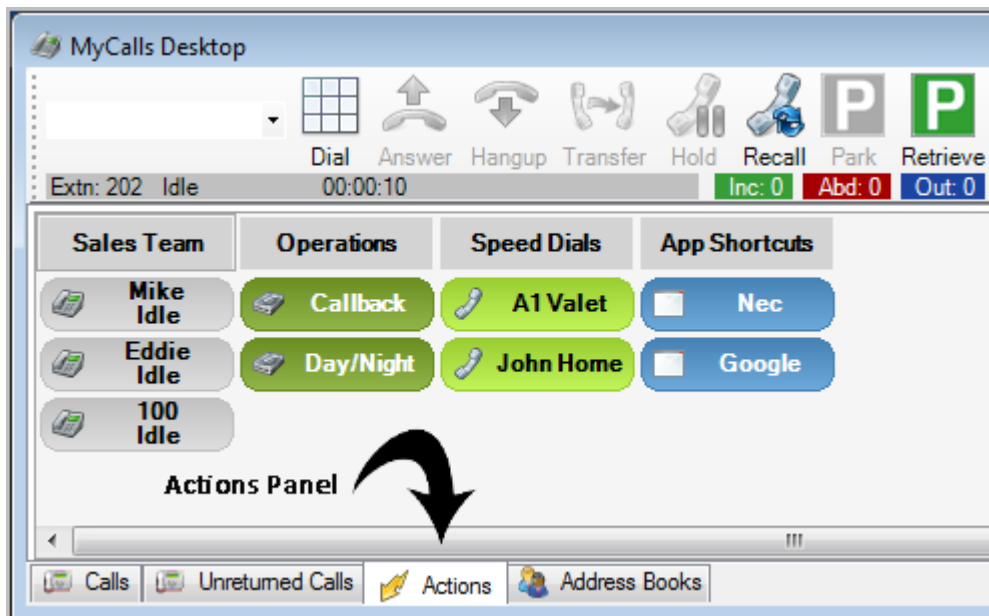 MyCalls Desktop
P P
Dial Answer Hangup Transfer Hold Recall Park Retrieve
Extn: 202 Idle 00:00:10 Inc: 0 Abd: 0 Out: 0
Sales Team Operations Speed Dials App Shortcuts
Mike
Idle
Callback A1 Valet Nec
Eddie
Idle
Day/Night John Home Google
100
Idle
Actions Panel
Calls Unreturned Calls Actions Address Books